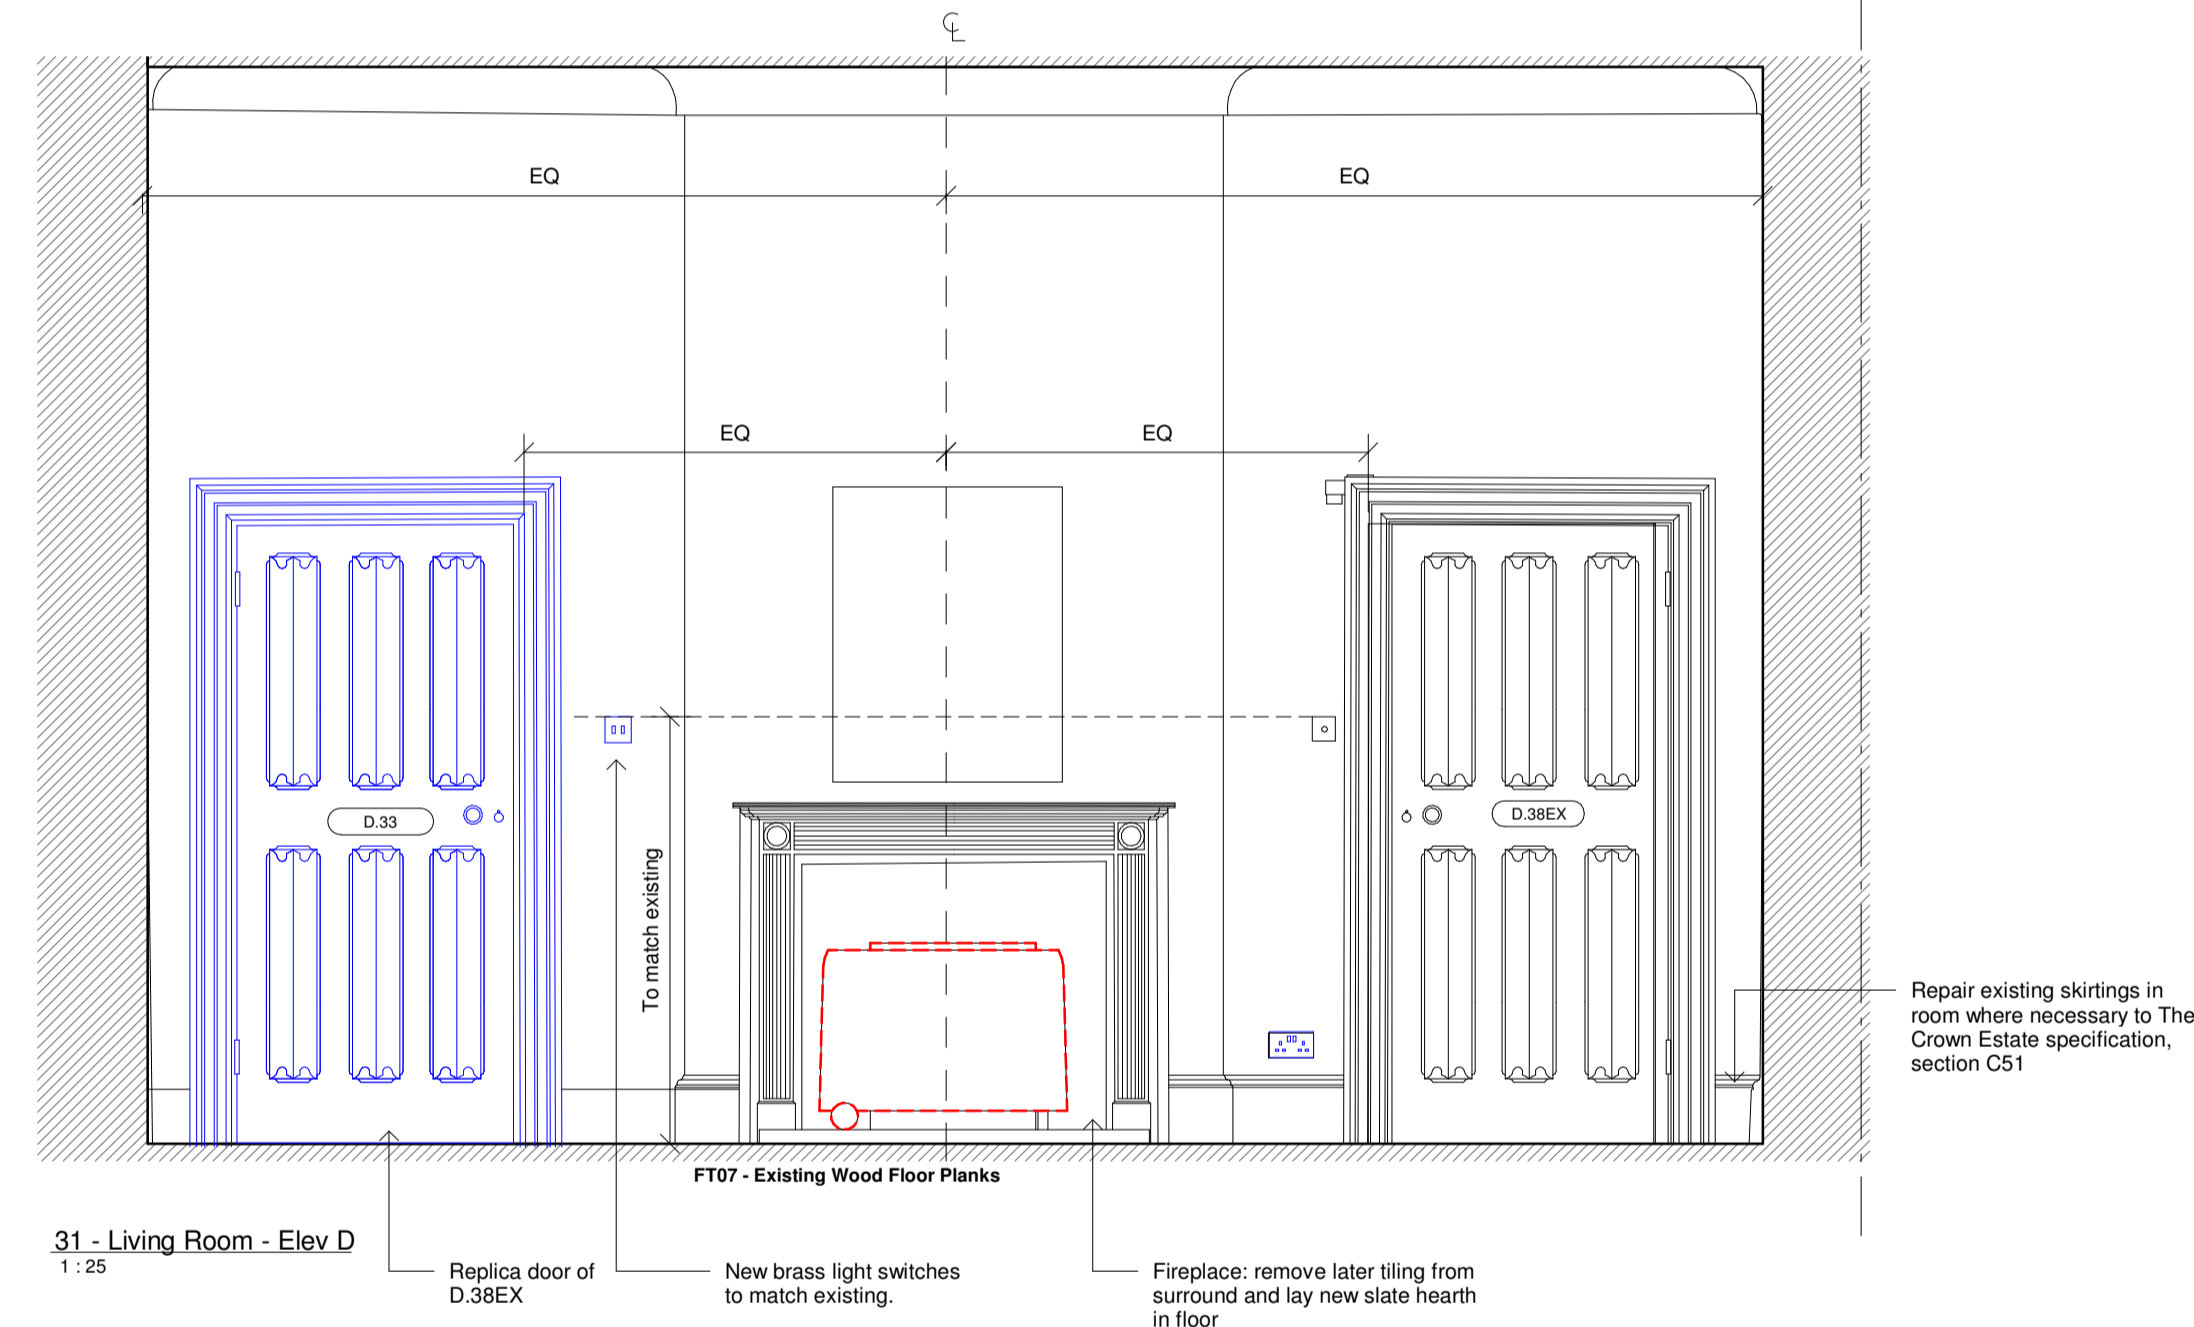 ℄
EQ
EQ
EQ
EQ
D.33
D.38EX
To match existing
Repair existing skirtings in
room where necessary to The
Crown Estate specification,
section C51
FT07 - Existing Wood Floor Planks
31 - Living Room - Elev D
1 : 25
Replica door of
D.38EX
New brass light switches
to match existing.
Fireplace: remove later tiling from
surround and lay new slate hearth
in floor